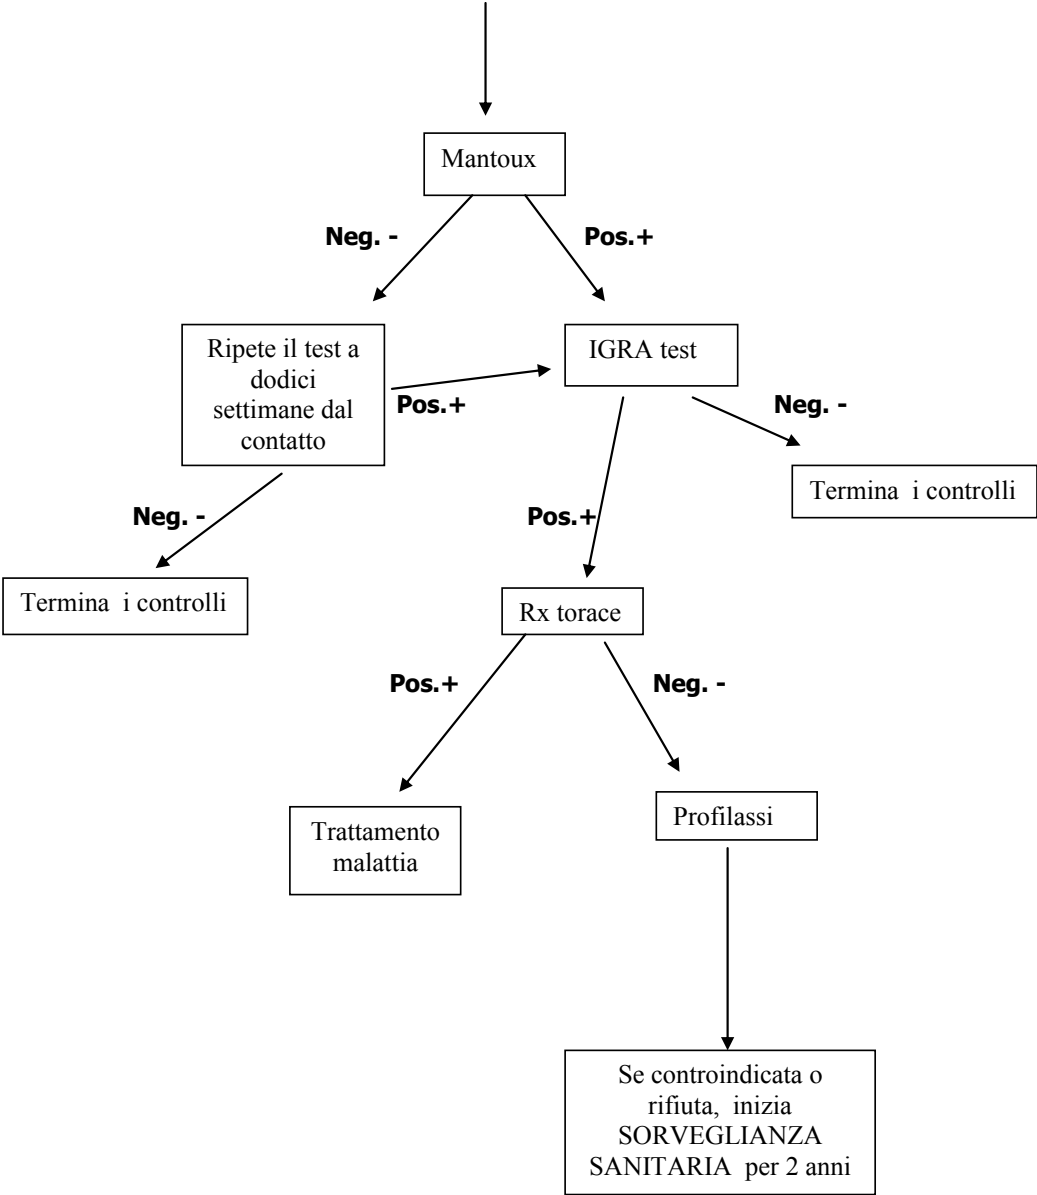 Mantoux
Neg. -
Pos.+
Ripete il test a
dodici
settimane dal
contatto
IGRA test
Pos.+
Neg. -
Termina i controlli
Neg. -
Pos.+
Termina i controlli
Rx torace
Pos.+
Neg. -
Trattamento
malattia
Profilassi
Se controindicata o
rifiuta, inizia
SORVEGLIANZA
SANITARIA per 2 anni